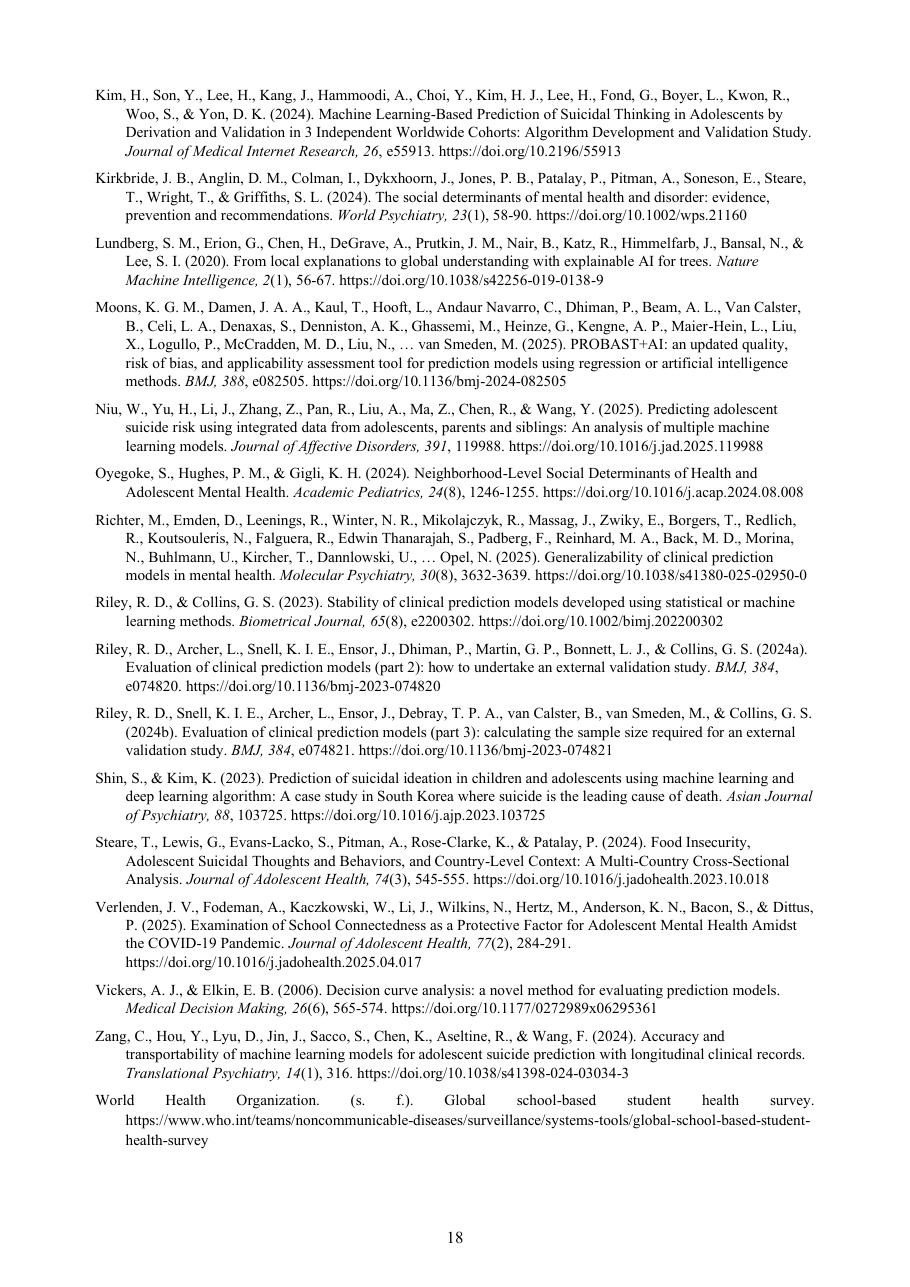 Kim, H., Son, Y., Lee, H., Kang, J., Hammoodi, A., Choi, Y., Kim, H. J., Lee, H., Fond, G., Boyer, L., Kwon, R.,
Woo, S., & Yon, D. K. (2024). Machine Learning-Based Prediction of Suicidal Thinking in Adolescents by
Derivation and Validation in 3 Independent Worldwide Cohorts: Algorithm Development and Validation Study.
Journal of Medical Internet Research, 26, e55913. https://doi.org/10.2196/55913
Kirkbride, J. B., Anglin, D. M., Colman, I., Dykxhoorn, J., Jones, P. B., Patalay, P., Pitman, A., Soneson, E., Steare,
T., Wright, T., & Griffiths, S. L. (2024). The social determinants of mental health and disorder: evidence,
prevention and recommendations. World Psychiatry, 23(1), 58-90. https://doi.org/10.1002/wps.21160
Lundberg, S. M., Erion, G., Chen, H., DeGrave, A., Prutkin, J. M., Nair, B., Katz, R., Himmelfarb, J., Bansal, N., &
Lee, S. I. (2020). From local explanations to global understanding with explainable AI for trees. Nature
Machine Intelligence, 2(1), 56-67. https://doi.org/10.1038/s42256-019-0138-9
Moons, K. G. M., Damen, J. A. A., Kaul, T., Hooft, L., Andaur Navarro, C., Dhiman, P., Beam, A. L., Van Calster,
B., Celi, L. A., Denaxas, S., Denniston, A. K., Ghassemi, M., Heinze, G., Kengne, A. P., Maier-Hein, L., Liu,
X., Logullo, P., McCradden, M. D., Liu, N., … van Smeden, M. (2025). PROBAST+AI: an updated quality,
risk of bias, and applicability assessment tool for prediction models using regression or artificial intelligence
methods. BMJ, 388, e082505. https://doi.org/10.1136/bmj-2024-082505
Niu, W., Yu, H., Li, J., Zhang, Z., Pan, R., Liu, A., Ma, Z., Chen, R., & Wang, Y. (2025). Predicting adolescent
suicide risk using integrated data from adolescents, parents and siblings: An analysis of multiple machine
learning models. Journal of Affective Disorders, 391, 119988. https://doi.org/10.1016/j.jad.2025.119988
Oyegoke, S., Hughes, P. M., & Gigli, K. H. (2024). Neighborhood-Level Social Determinants of Health and
Adolescent Mental Health. Academic Pediatrics, 24(8), 1246-1255. https://doi.org/10.1016/j.acap.2024.08.008
Richter, M., Emden, D., Leenings, R., Winter, N. R., Mikolajczyk, R., Massag, J., Zwiky, E., Borgers, T., Redlich,
R., Koutsouleris, N., Falguera, R., Edwin Thanarajah, S., Padberg, F., Reinhard, M. A., Back, M. D., Morina,
N., Buhlmann, U., Kircher, T., Dannlowski, U., … Opel, N. (2025). Generalizability of clinical prediction
models in mental health. Molecular Psychiatry, 30(8), 3632-3639. https://doi.org/10.1038/s41380-025-02950-0
Riley, R. D., & Collins, G. S. (2023). Stability of clinical prediction models developed using statistical or machine
learning methods. Biometrical Journal, 65(8), e2200302. https://doi.org/10.1002/bimj.202200302
Riley, R. D., Archer, L., Snell, K. I. E., Ensor, J., Dhiman, P., Martin, G. P., Bonnett, L. J., & Collins, G. S. (2024a).
Evaluation of clinical prediction models (part 2): how to undertake an external validation study. BMJ, 384,
e074820. https://doi.org/10.1136/bmj-2023-074820
Riley, R. D., Snell, K. I. E., Archer, L., Ensor, J., Debray, T. P. A., van Calster, B., van Smeden, M., & Collins, G. S.
(2024b). Evaluation of clinical prediction models (part 3): calculating the sample size required for an external
validation study. BMJ, 384, e074821. https://doi.org/10.1136/bmj-2023-074821
Shin, S., & Kim, K. (2023). Prediction of suicidal ideation in children and adolescents using machine learning and
deep learning algorithm: A case study in South Korea where suicide is the leading cause of death. Asian Journal
of Psychiatry, 88, 103725. https://doi.org/10.1016/j.ajp.2023.103725
Steare, T., Lewis, G., Evans-Lacko, S., Pitman, A., Rose-Clarke, K., & Patalay, P. (2024). Food Insecurity,
Adolescent Suicidal Thoughts and Behaviors, and Country-Level Context: A Multi-Country Cross-Sectional
Analysis. Journal of Adolescent Health, 74(3), 545-555. https://doi.org/10.1016/j.jadohealth.2023.10.018
Verlenden, J. V., Fodeman, A., Kaczkowski, W., Li, J., Wilkins, N., Hertz, M., Anderson, K. N., Bacon, S., & Dittus,
P. (2025). Examination of School Connectedness as a Protective Factor for Adolescent Mental Health Amidst
the COVID-19 Pandemic. Journal of Adolescent Health, 77(2), 284-291.
https://doi.org/10.1016/j.jadohealth.2025.04.017
Vickers, A. J., & Elkin, E. B. (2006). Decision curve analysis: a novel method for evaluating prediction models.
Medical Decision Making, 26(6), 565-574. https://doi.org/10.1177/0272989x06295361
Zang, C., Hou, Y., Lyu, D., Jin, J., Sacco, S., Chen, K., Aseltine, R., & Wang, F. (2024). Accuracy and
transportability of machine learning models for adolescent suicide prediction with longitudinal clinical records.
Translational Psychiatry, 14(1), 316. https://doi.org/10.1038/s41398-024-03034-3
World Health Organization. (s. f.). Global school-based student health survey.
https://www.who.int/teams/noncommunicable-diseases/surveillance/systems-tools/global-school-based-student-
health-survey
18